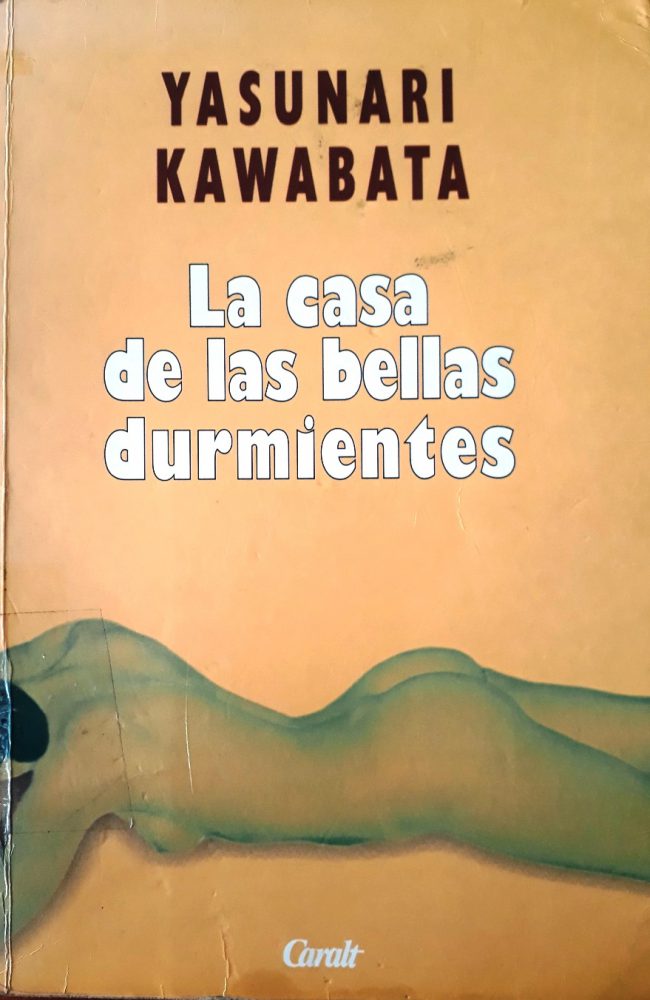 YASUNARI
KAWABATA
La casa
de las bellas
durmientes
Caralt